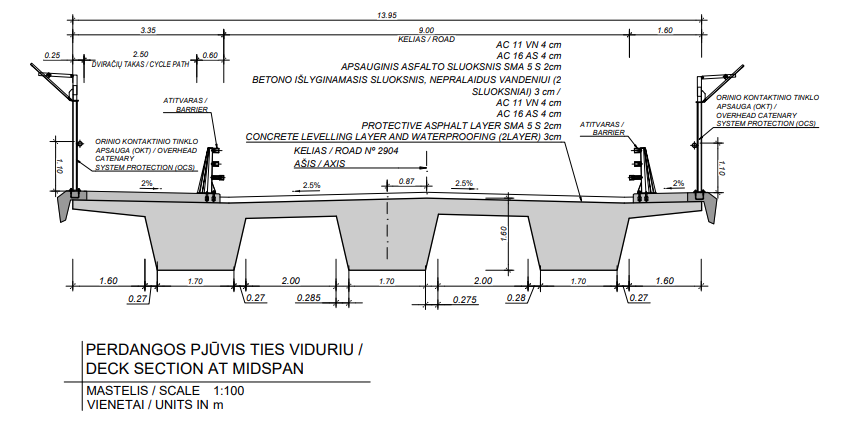 13.95
3.35
9.00
1.60
KELIAS / ROAD
0.25
2.50
0.60
DVIRAČIŲ TAKAS / CYCLE PATH
AC 11 VN 4 cm
AC 16 AS 4 cm
APSAUGINIS ASFALTO SLUOKSNIS SMA 5 S 2cm
BETONO IŠLYGINAMASIS SLUOKSNIS, NEPRALAIDUS VANDENIUI (2
SLUOKSNIAI) 3 cm /
AC 11 VN 4 cm
AC 16 AS 4 cm
PROTECTIVE ASPHALT LAYER SMA 5 S 2cm
CONCRETE LEVELLING LAYER AND WATERPROOFING (2LAYER) 3cm
ATITVARAS /
BARRIER
ORINIO KONTAKTINIO TINKLO
APSAUGA (OKT) / OVERHEAD
CATENARY
SYSTEM PROTECTION (OCS)
KELIAS / ROAD Nº 2904
AŠIS / AXIS
ATITVARAS /
BARRIER
ORINIO KONTAKTINIO TINKLO
APSAUGA (OKT) /
OVERHEAD CATENARY
SYSTEM PROTECTION (OCS)
1.10
1.10
2%
2.5%
0.87
2.5%
2%
1.60
1.60
1.70
2.00
1.70
2.00
1.70
1.60
0.27
0.27
0.285
0.275
0.28
0.27
PERDANGOS PJŪVIS TIES VIDURIU /
DECK SECTION AT MIDSPAN
MASTELIS / SCALE 1:100
VIENETAI / UNITS IN m